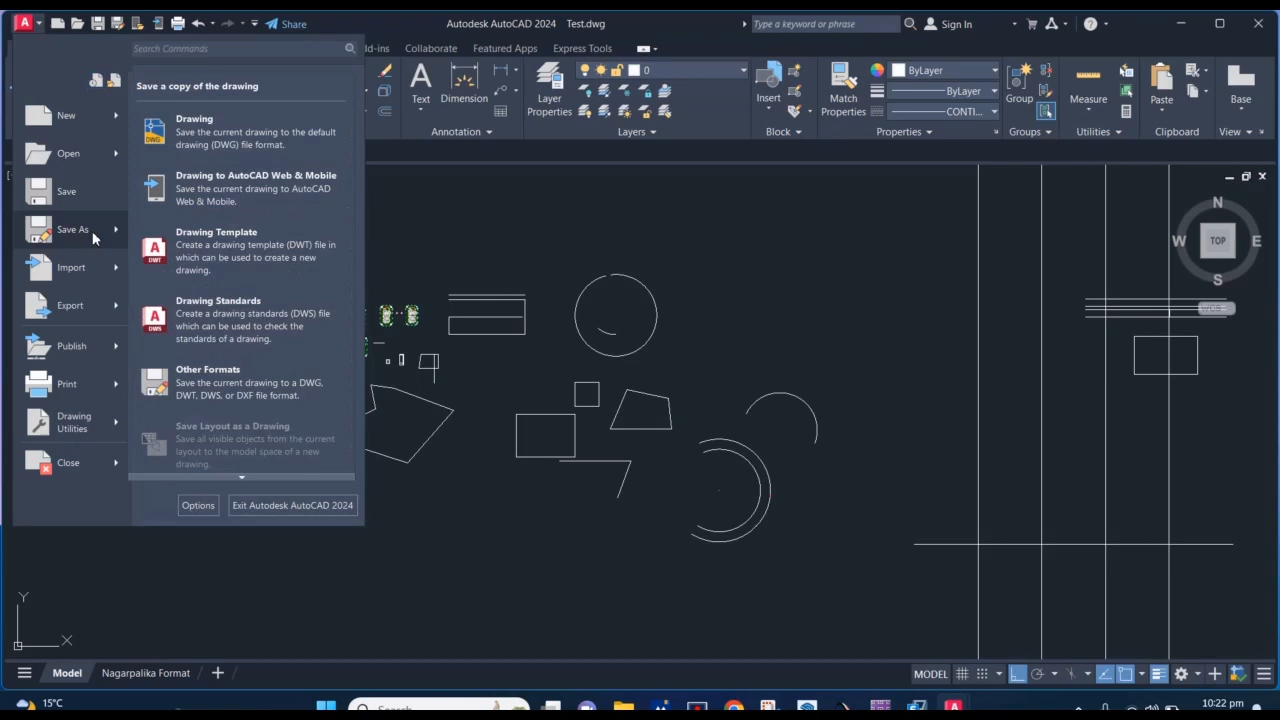 A
Share
Autodesk AutoCAD 2024 Test.dwg
Type a keyword or phrase
Sign In
?
Search Commands
dd-ins
Collaborate
Featured Apps
Express Tools
Save a copy of the drawing
New
Open
Save
Save As
Import
Export
Publish
Print
Drawing
Utilities
Close
Drawing
Save the current drawing to the default
drawing (DWG) file format.
Drawing to AutoCAD Web & Mobile
Save the current drawing to AutoCAD
Web & Mobile.
Drawing Template
Create a drawing template (DWT) file in
which can be used to create a new
drawing.
Drawing Standards
Create a drawing standards (DWS) file
which can be used to check the
standards of a drawing.
Other Formats
Save the current drawing to a DWG,
DWT, DWS, or DXF file format.
Save Layout as a Drawing
Save all visible objects from the current
layout to the model space of a new
drawing.
DWG
DWT
DWS
Options
Exit Autodesk AutoCAD 2024
A
Text
Dimension
Annotation
Layer
Properties
0
Layers
Insert
Block
Match
Properties
ByLayer
ByLayer
CONTI...
Properties
Group
Groups
Measure
Utilities
Paste
Clipboard
Base
View
N
W
TOP
E
S
WCS
Y
X
Model
Nagarpalika Format
MODEL
15°C
Search
10:22 pm